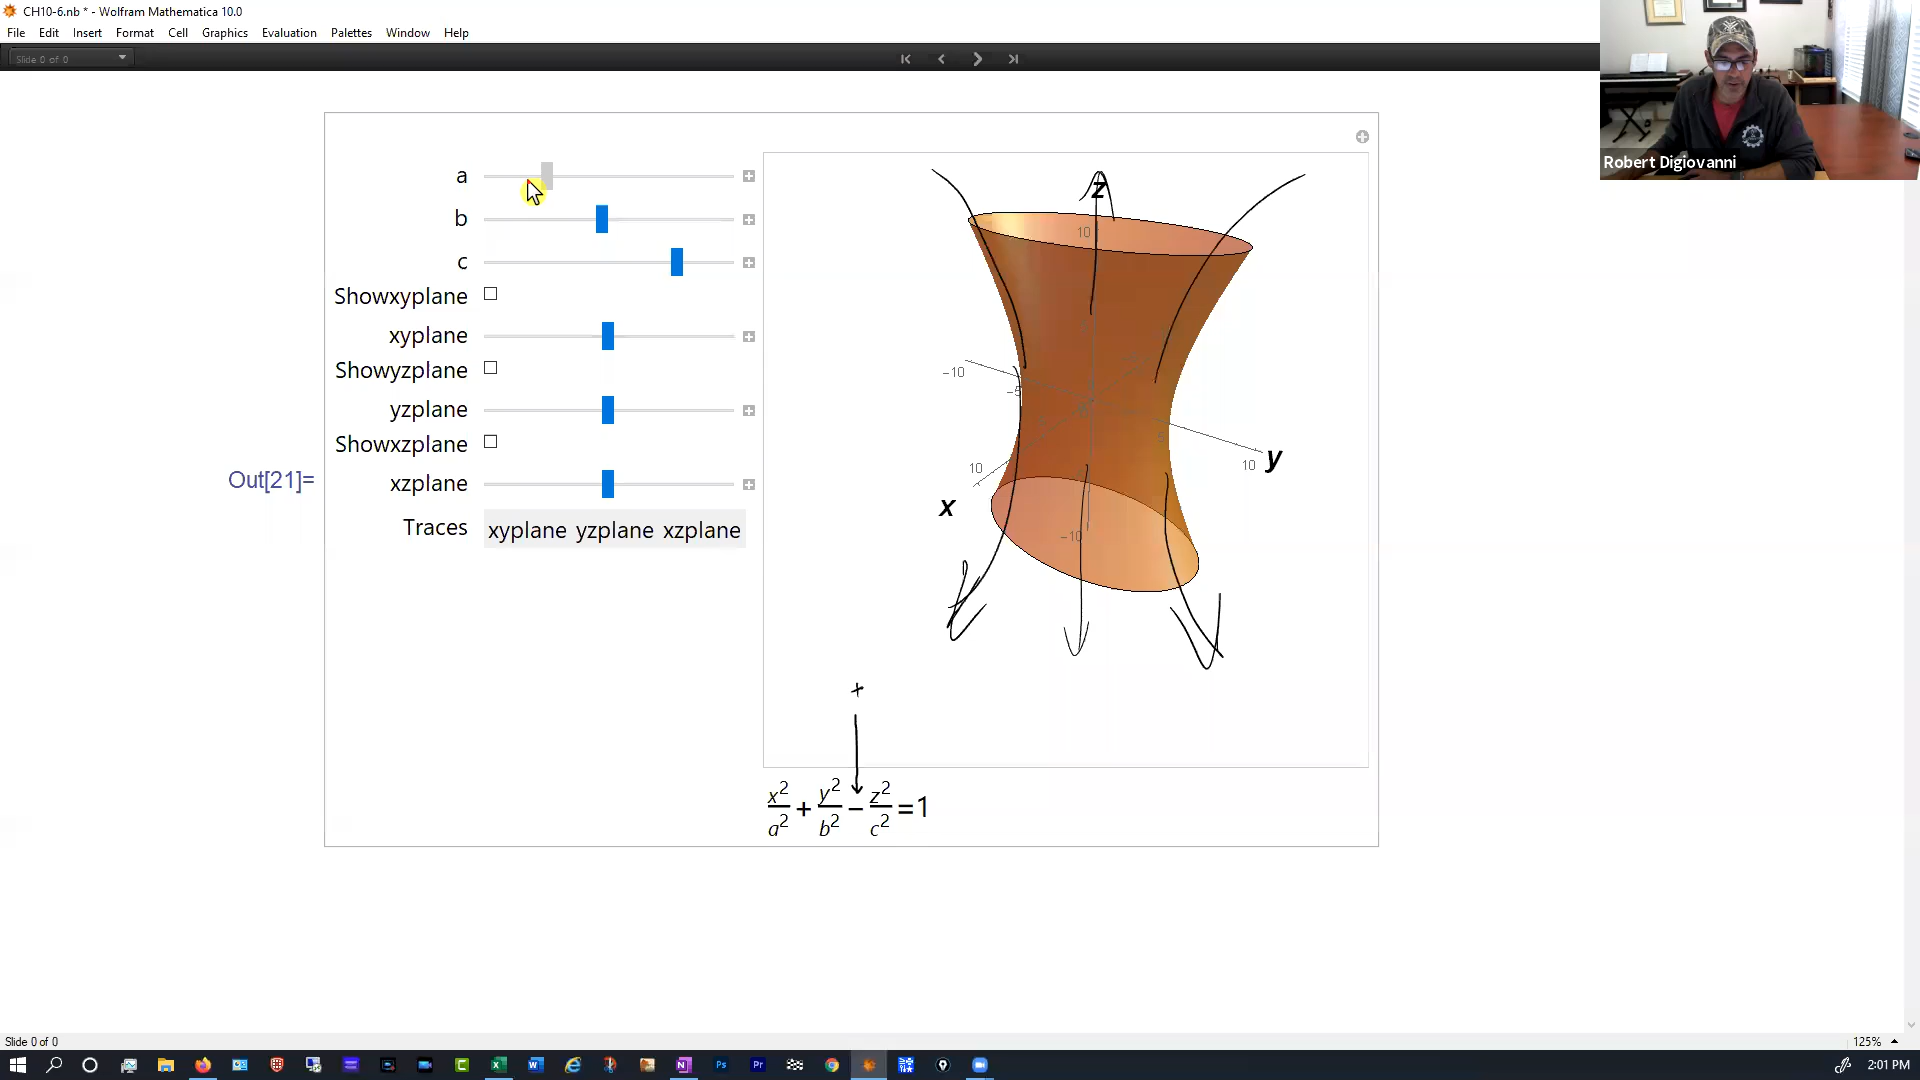 CH10-6.nb * - Wolfram Mathematica 10.0
File Edit Insert Format Cell Graphics Evaluation Palettes Window Help
Slide 0 of 0
Robert Digiovanni
a
b
c
Showxyplane
xyplane
Showyzplane
yzplane
Showxzplane
xzplane
Traces xyplane yzplane xzplane
Out[21]=
z
10
-10
-5
5
10
y
10
x
-10
+
x²/a² + y²/b² − z²/c² =1
Slide 0 of 0
125%
2:01 PM